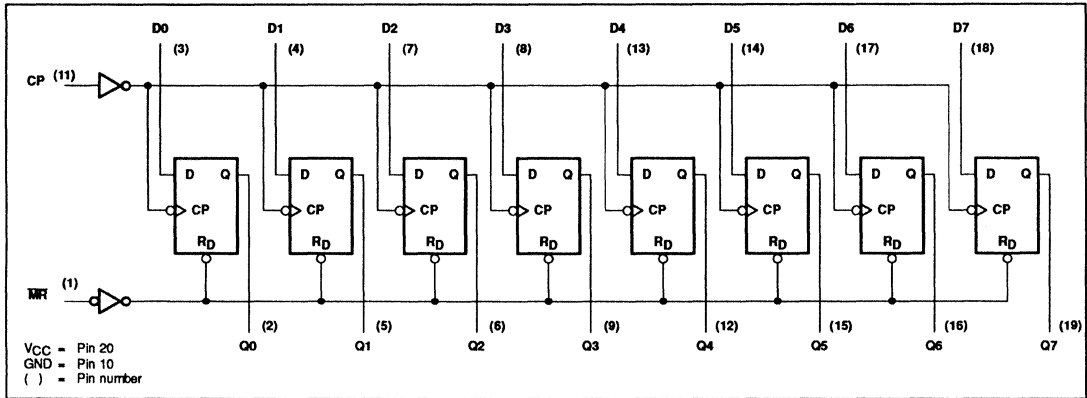 D0 D1 D2 D3 D4 D5 D6 D7
(3) (4) (7) (8) (13) (14) (17) (18)
CP (11)
D Q D Q D Q D Q D Q D Q D Q D Q
CP CP CP CP CP CP CP CP
RD RD RD RD RD RD RD RD
(1)
MR
(2) (5) (6) (9) (12) (15) (16) (19)
Q0 Q1 Q2 Q3 Q4 Q5 Q6 Q7
VCC = Pin 20
GND = Pin 10
( ) = Pin number